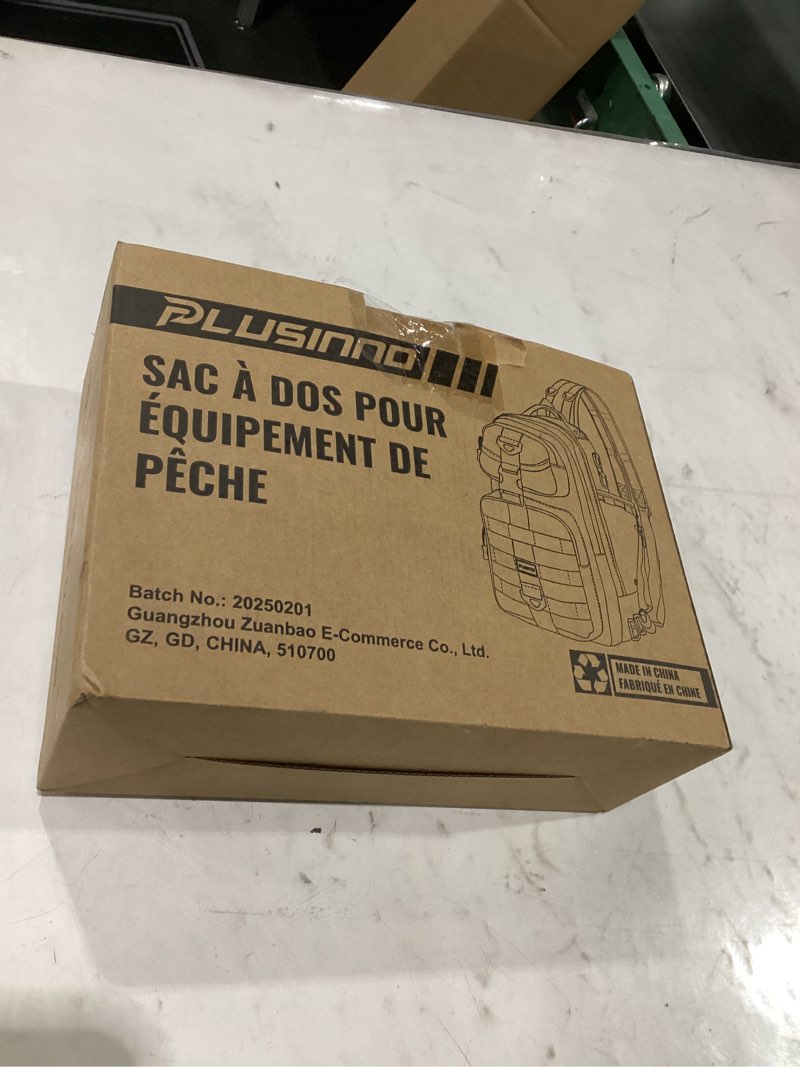 PLUSINNO
SAC À DOS POUR
ÉQUIPEMENT DE
PÊCHE
Batch No.: 20250201
Guangzhou Zuanbao E-Commerce Co., Ltd.
GZ, GD, CHINA, 510700
MADE IN CHINA
FABRIQUÉ EN CHINE